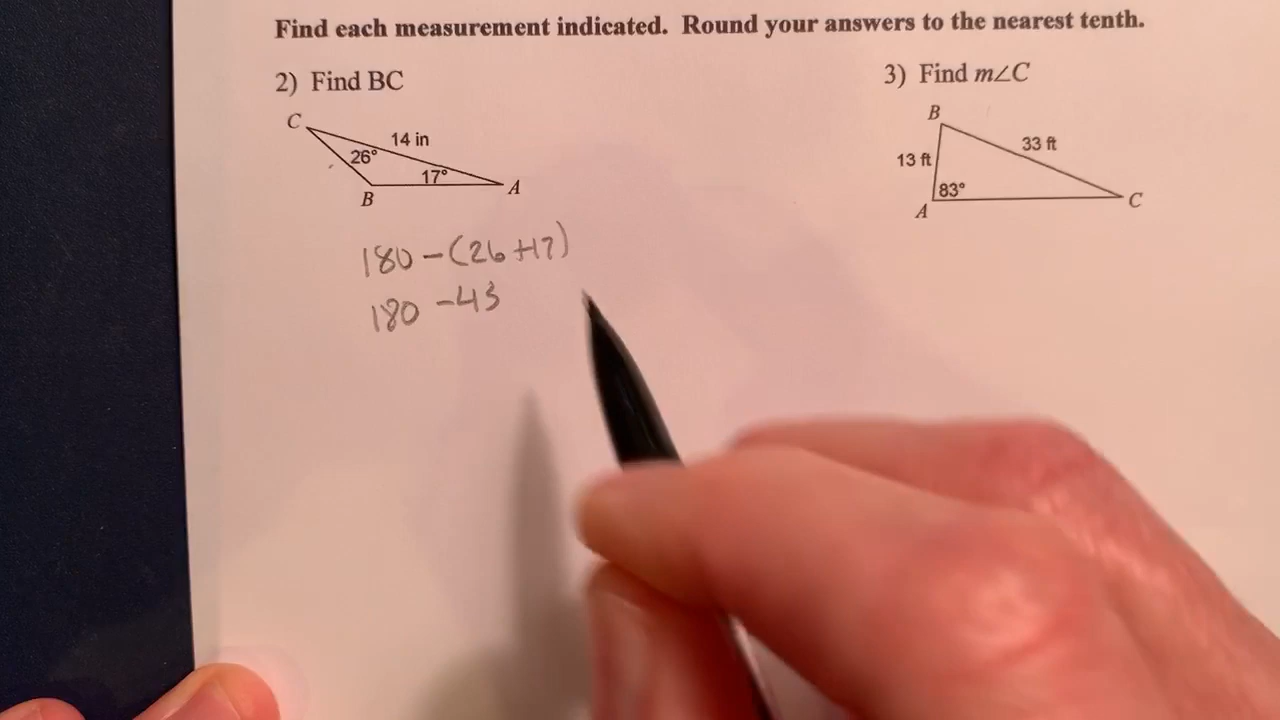 Find each measurement indicated. Round your answers to the nearest tenth.
2) Find BC
C
14 in
26°
17°
B
A
180 - (26 + 17)
180 - 43
3) Find m∠C
B
33 ft
13 ft
83°
A
C